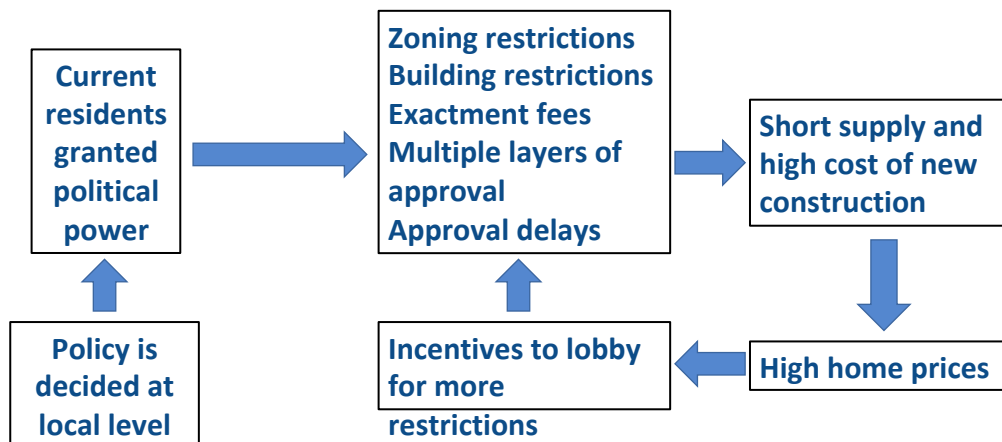 Current
residents
granted
political
power
Zoning restrictions
Building restrictions
Exactment fees
Multiple layers of
approval
Approval delays
Short supply and
high cost of new
construction
Policy is
decided at
local level
Incentives to lobby
for more
restrictions
High home prices